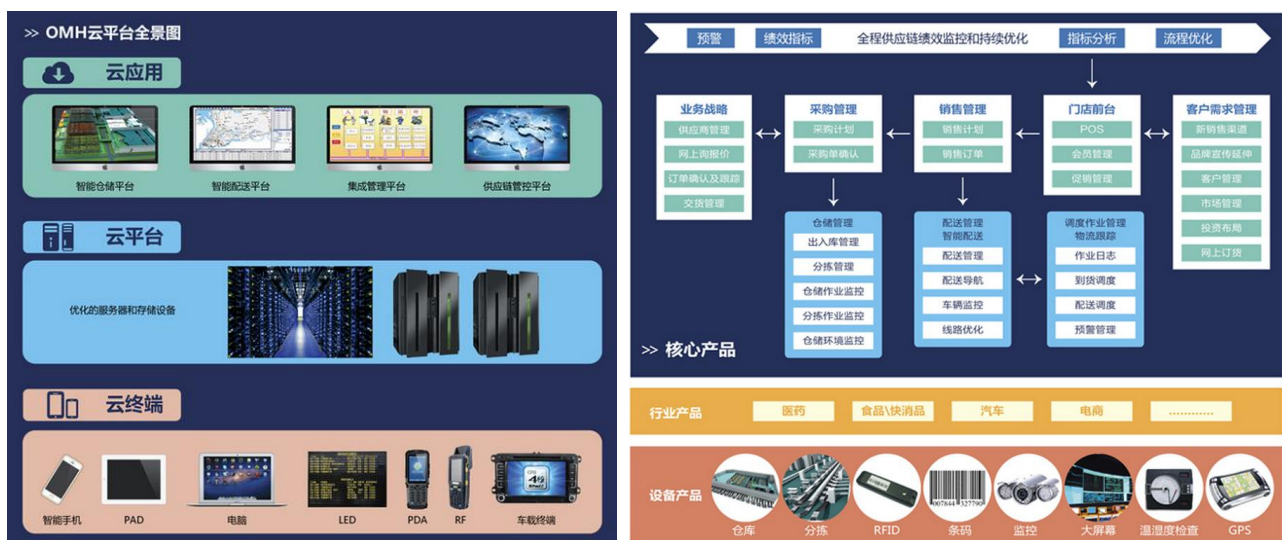 >> OMH云平台全景图
云应用
智能仓储平台
智能配送平台
集成管理平台
供应链管控平台
云平台
优化的服务器和存储设备
云终端
智能手机
PAD
电脑
LED
PDA
RF
车载终端
预警
绩效指标
全程供应链绩效监控和持续优化
指标分析
流程优化
业务战略
供应商管理
网上询报价
订单确认及跟踪
交货管理
采购管理
采购计划
采购单确认
销售管理
销售计划
销售订单
门店前台
POS
会员管理
促销管理
客户需求管理
新销售渠道
品牌宣传延伸
客户管理
市场管理
投资布局
网上订货
仓储管理
出入库管理
分拣管理
仓储作业监控
分拣作业监控
仓储环境监控
配送管理
智能配送
配送管理
配送导航
车辆监控
线路优化
调度作业管理
物流跟踪
作业日志
到货调度
配送调度
预警管理
>> 核心产品
行业产品
医药
食品\快消品
汽车
电商
............
设备产品
仓库
分拣
RFID
条码
监控
大屏幕
温湿度检查
GPS